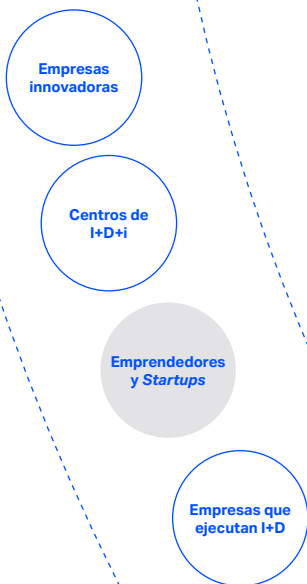 Empresas
innovadoras
Centros de
I+D+i
Emprendedores
y Startups
Empresas que
ejecutan I+D